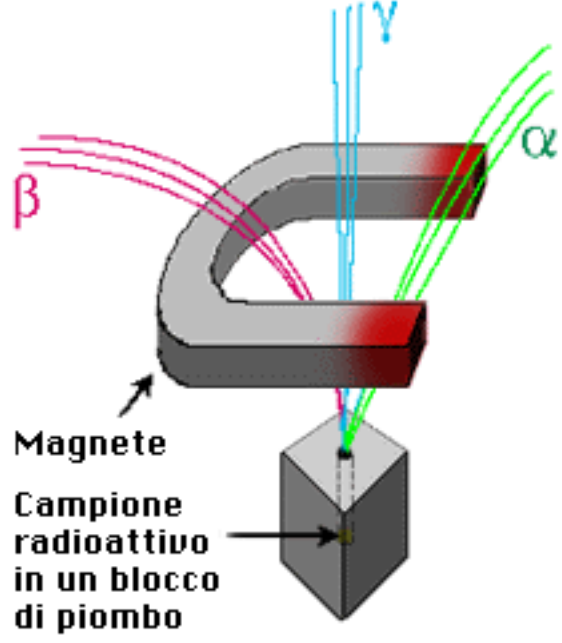 γ
α
β
Magnete
Campione
radioattivo
in un blocco
di piombo